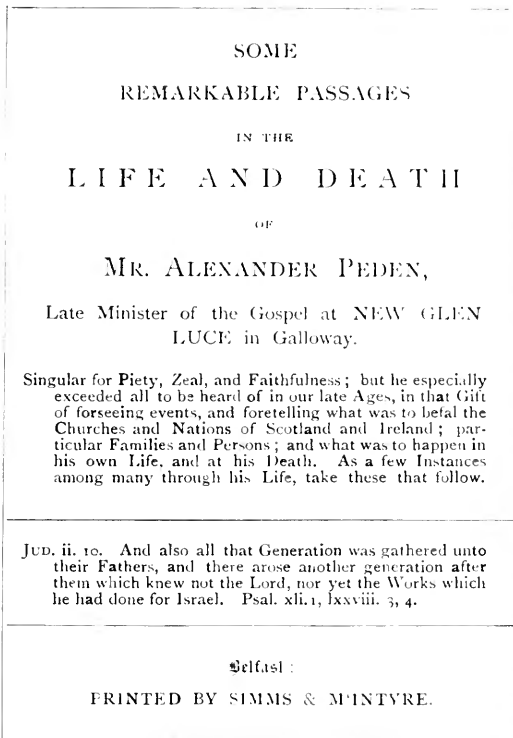 SOME
REMARKABLE PASSAGES
IN THE
LIFE AND DEATH
OF
MR. ALEXANDER PEDEN,
Late Minister of the Gospel at NEW GLEN
LUCE in Galloway.
Singular for Piety, Zeal, and Faithfulness ; but he especially
exceeded all to be heard of in our late Ages, in that Gift
of forseeing events, and foretelling what was to befal the
Churches and Nations of Scotland and Ireland ; par-
ticular Families and Persons ; and what was to happen in
his own Life, and at his Death. As a few Instances
among many through his Life, take these that follow.
JUD. ii. 10. And also all that Generation was gathered unto
their Fathers, and there arose another generation after
them which knew not the Lord, nor yet the Works which
he had done for Israel. Psal. xli. 1, lxxviii. 3, 4.
Belfast :
PRINTED BY SIMMS & M'INTYRE.